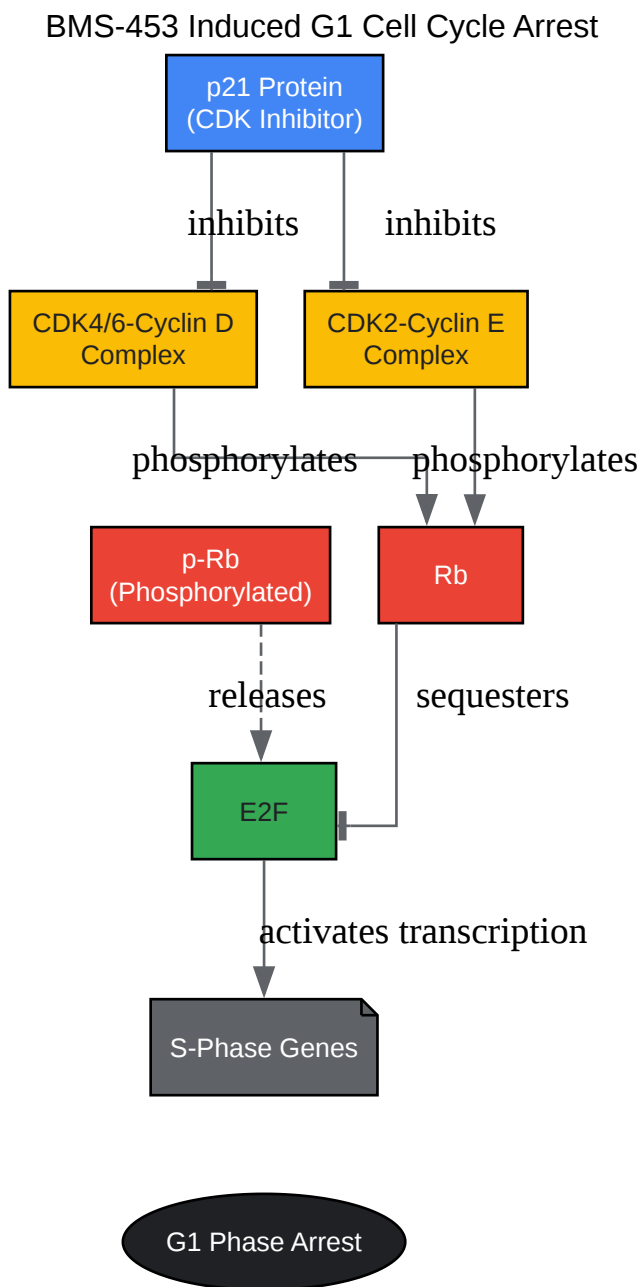 BMS-453 Induced G1 Cell Cycle Arrest
p21 Protein
(CDK Inhibitor)
inhibits
inhibits
CDK4/6-Cyclin D
Complex
CDK2-Cyclin E
Complex
phosphorylates
phosphorylates
p-Rb
(Phosphorylated)
Rb
releases
sequesters
E2F
activates transcription
S-Phase Genes
G1 Phase Arrest